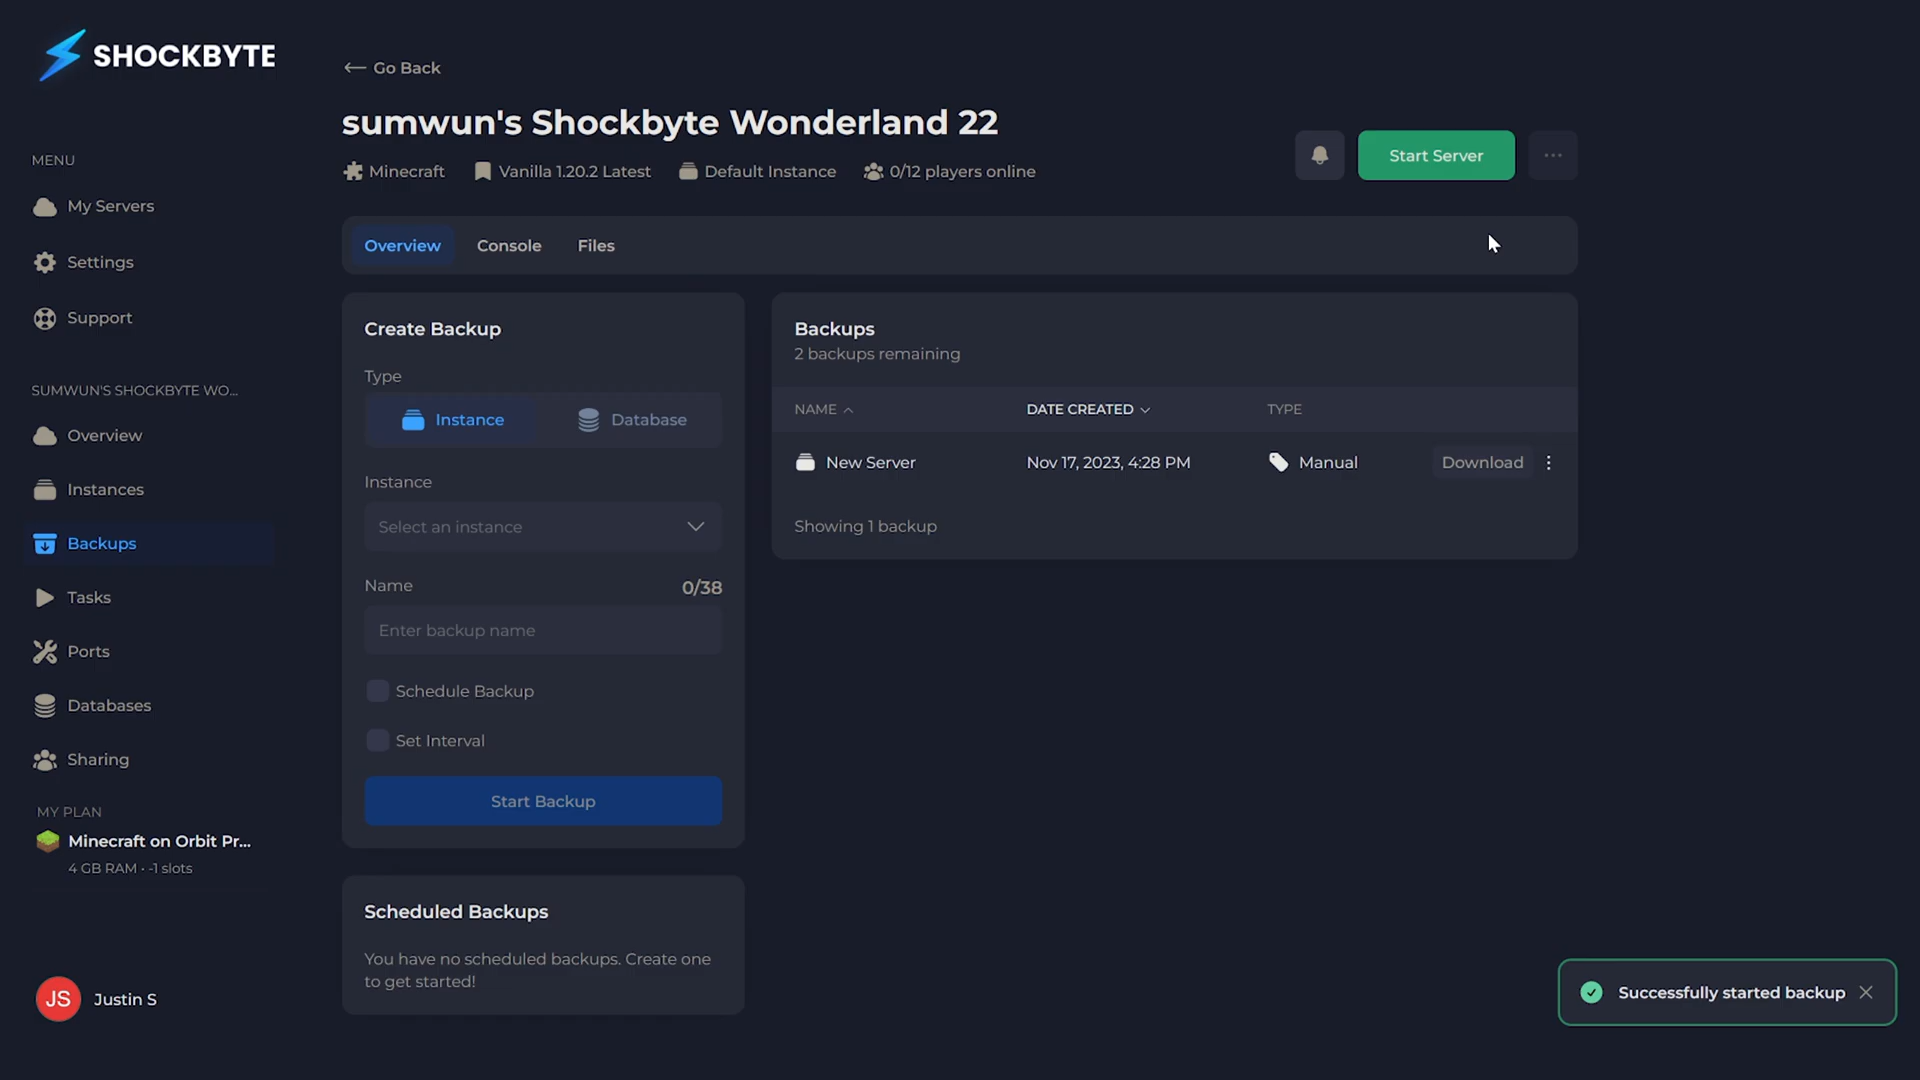 SHOCKBYTE
Go Back
sumwun's Shockbyte Wonderland 22
Minecraft
Vanilla 1.20.2 Latest
Default Instance
0/12 players online
Start Server
MENU
My Servers
Settings
Support
SUMWUN'S SHOCKBYTE WO...
Overview
Instances
Backups
Tasks
Ports
Databases
Sharing
MY PLAN
Minecraft on Orbit Pr...
4 GB RAM • -1 slots
JS
Justin S
Overview
Console
Files
Create Backup
Type
Instance
Database
Instance
Select an instance
Name
0/38
Enter backup name
Schedule Backup
Set Interval
Start Backup
Scheduled Backups
You have no scheduled backups. Create one
to get started!
Backups
2 backups remaining
NAME
DATE CREATED
TYPE
New Server
Nov 17, 2023, 4:28 PM
Manual
Download
Showing 1 backup
Successfully started backup